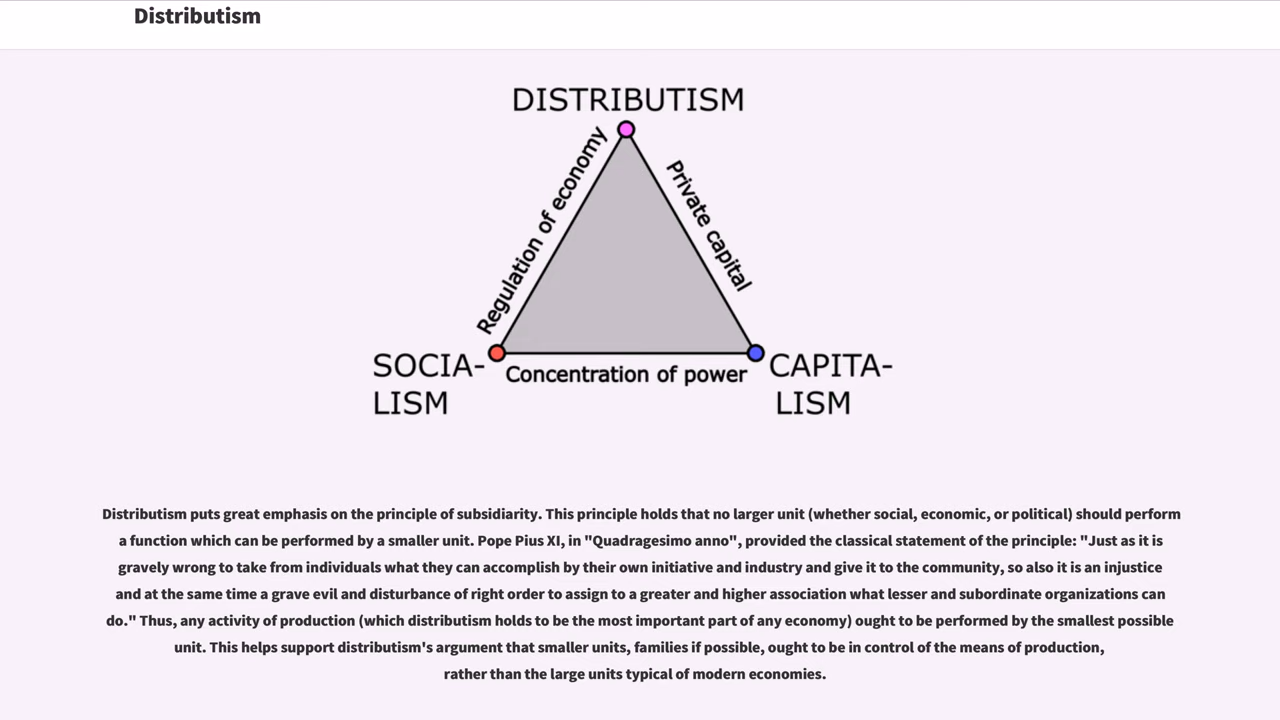 Distributism
DISTRIBUTISM
Regulation of economy
Private capital
SOCIA-
LISM
Concentration of power
CAPITA-
LISM
Distributism puts great emphasis on the principle of subsidiarity. This principle holds that no larger unit (whether social, economic, or political) should perform
a function which can be performed by a smaller unit. Pope Pius XI, in "Quadragesimo anno", provided the classical statement of the principle: "Just as it is
gravely wrong to take from individuals what they can accomplish by their own initiative and industry and give it to the community, so also it is an injustice
and at the same time a grave evil and disturbance of right order to assign to a greater and higher association what lesser and subordinate organizations can
do." Thus, any activity of production (which distributism holds to be the most important part of any economy) ought to be performed by the smallest possible
unit. This helps support distributism's argument that smaller units, families if possible, ought to be in control of the means of production,
rather than the large units typical of modern economies.